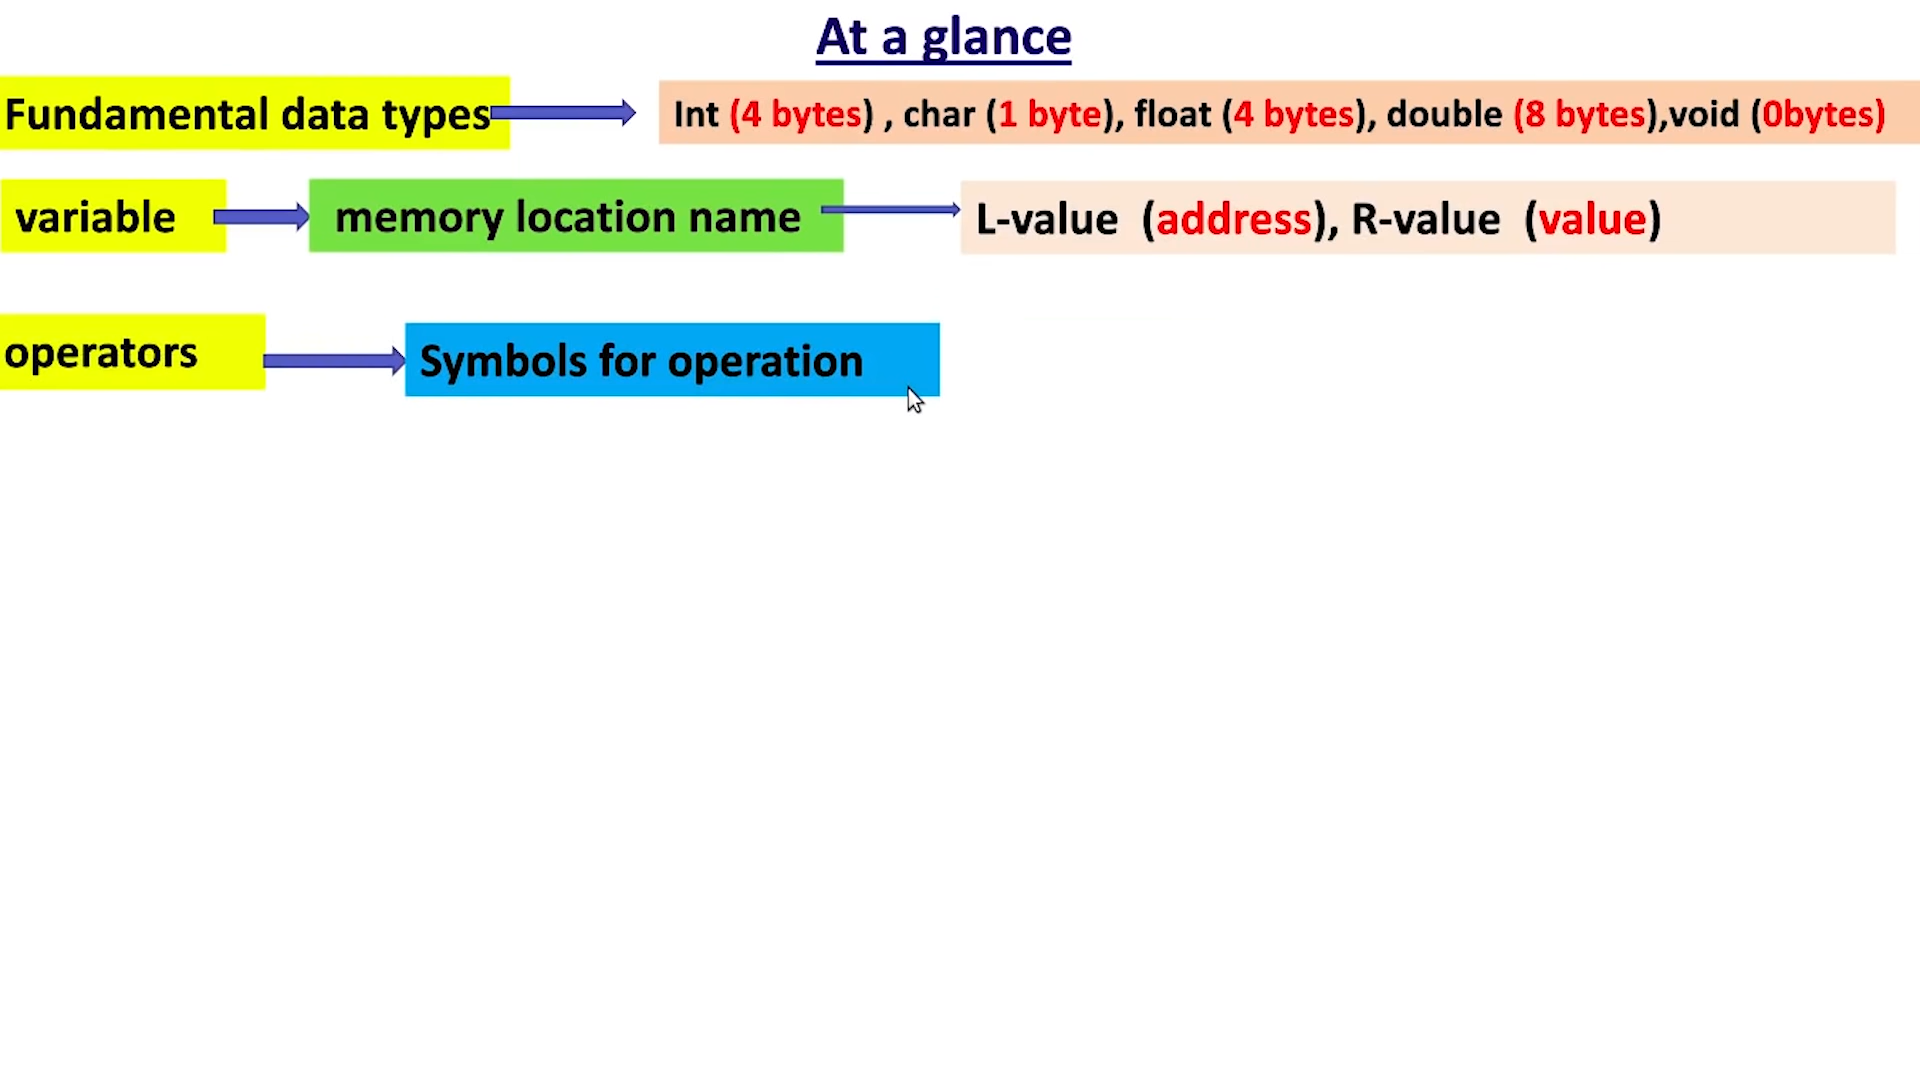 At a glance
Fundamental data types Int (4 bytes) , char (1 byte), float (4 bytes), double (8 bytes),void (0bytes)
variable memory location name L-value (address), R-value (value)
operators Symbols for operation